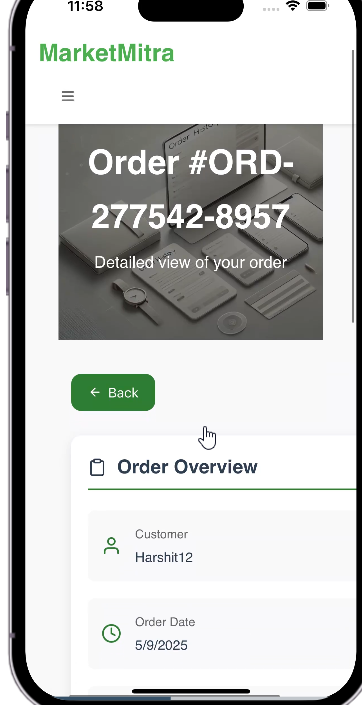 11:58
MarketMitra
Order #ORD-
277542-8957
Detailed view of your order
← Back
Order Overview
Customer
Harshit12
Order Date
5/9/2025